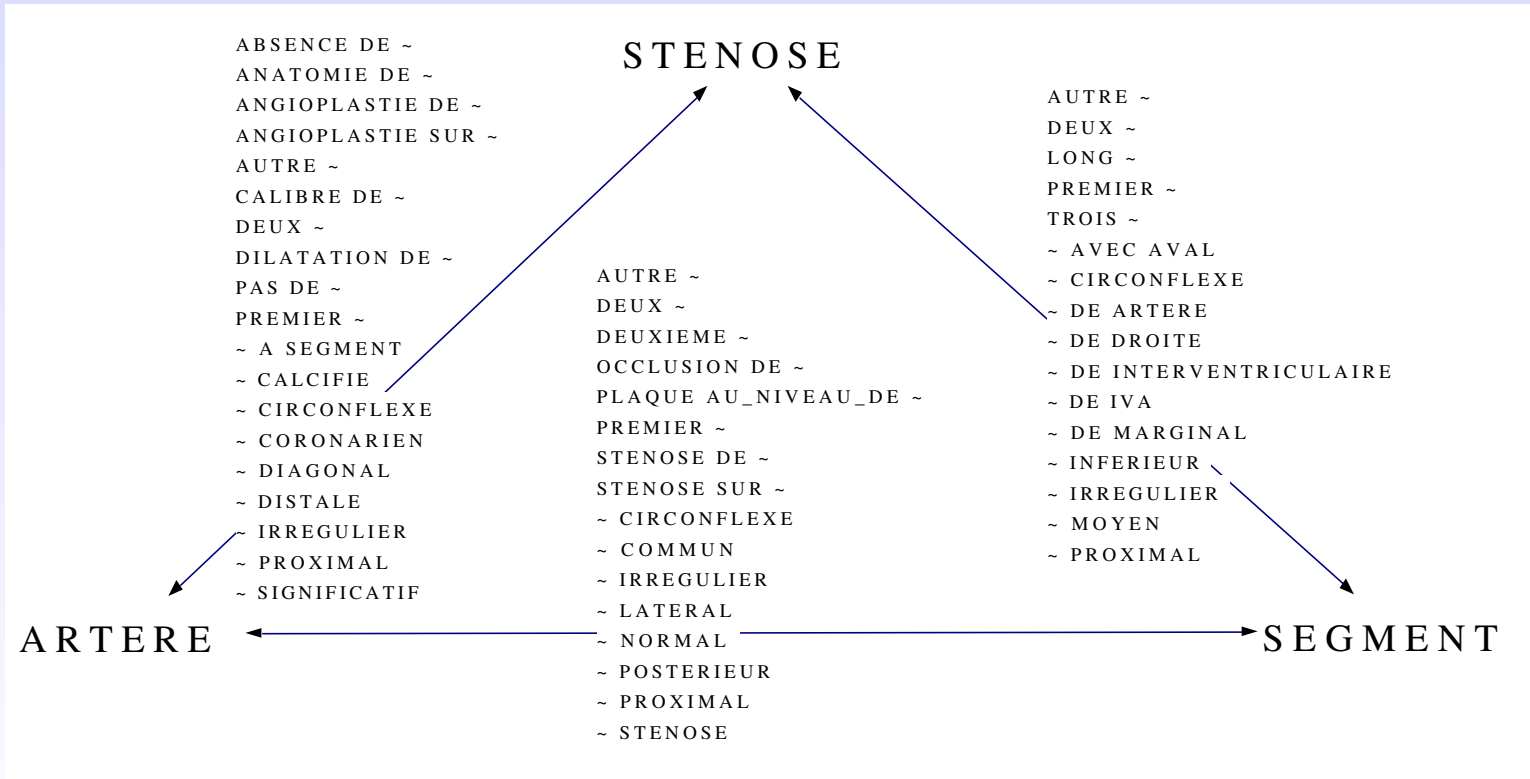 STENOSE
ABSENCE DE ~
ANATOMIE DE ~
ANGIOPLASTIE DE ~
ANGIOPLASTIE SUR ~
AUTRE ~
CALIBRE DE ~
DEUX ~
DILATATION DE ~
PAS DE ~
PREMIER ~
~ A SEGMENT
~ CALCIFIE
~ CIRCONFLEXE
~ CORONARIEN
~ DIAGONAL
~ DISTALE
~ IRREGULIER
~ PROXIMAL
~ SIGNIFICATIF
AUTRE ~
DEUX ~
DEUXIEME ~
OCCLUSION DE ~
PLAQUE AU_NIVEAU_DE ~
PREMIER ~
STENOSE DE ~
STENOSE SUR ~
~ CIRCONFLEXE
~ COMMUN
~ IRREGULIER
~ LATERAL
~ NORMAL
~ POSTERIEUR
~ PROXIMAL
~ STENOSE
AUTRE ~
DEUX ~
LONG ~
PREMIER ~
TROIS ~
~ AVEC AVAL
~ CIRCONFLEXE
~ DE ARTERE
~ DE DROITE
~ DE INTERVENTRICULAIRE
~ DE IVA
~ DE MARGINAL
~ INFERIEUR
~ IRREGULIER
~ MOYEN
~ PROXIMAL
ARTERE
SEGMENT